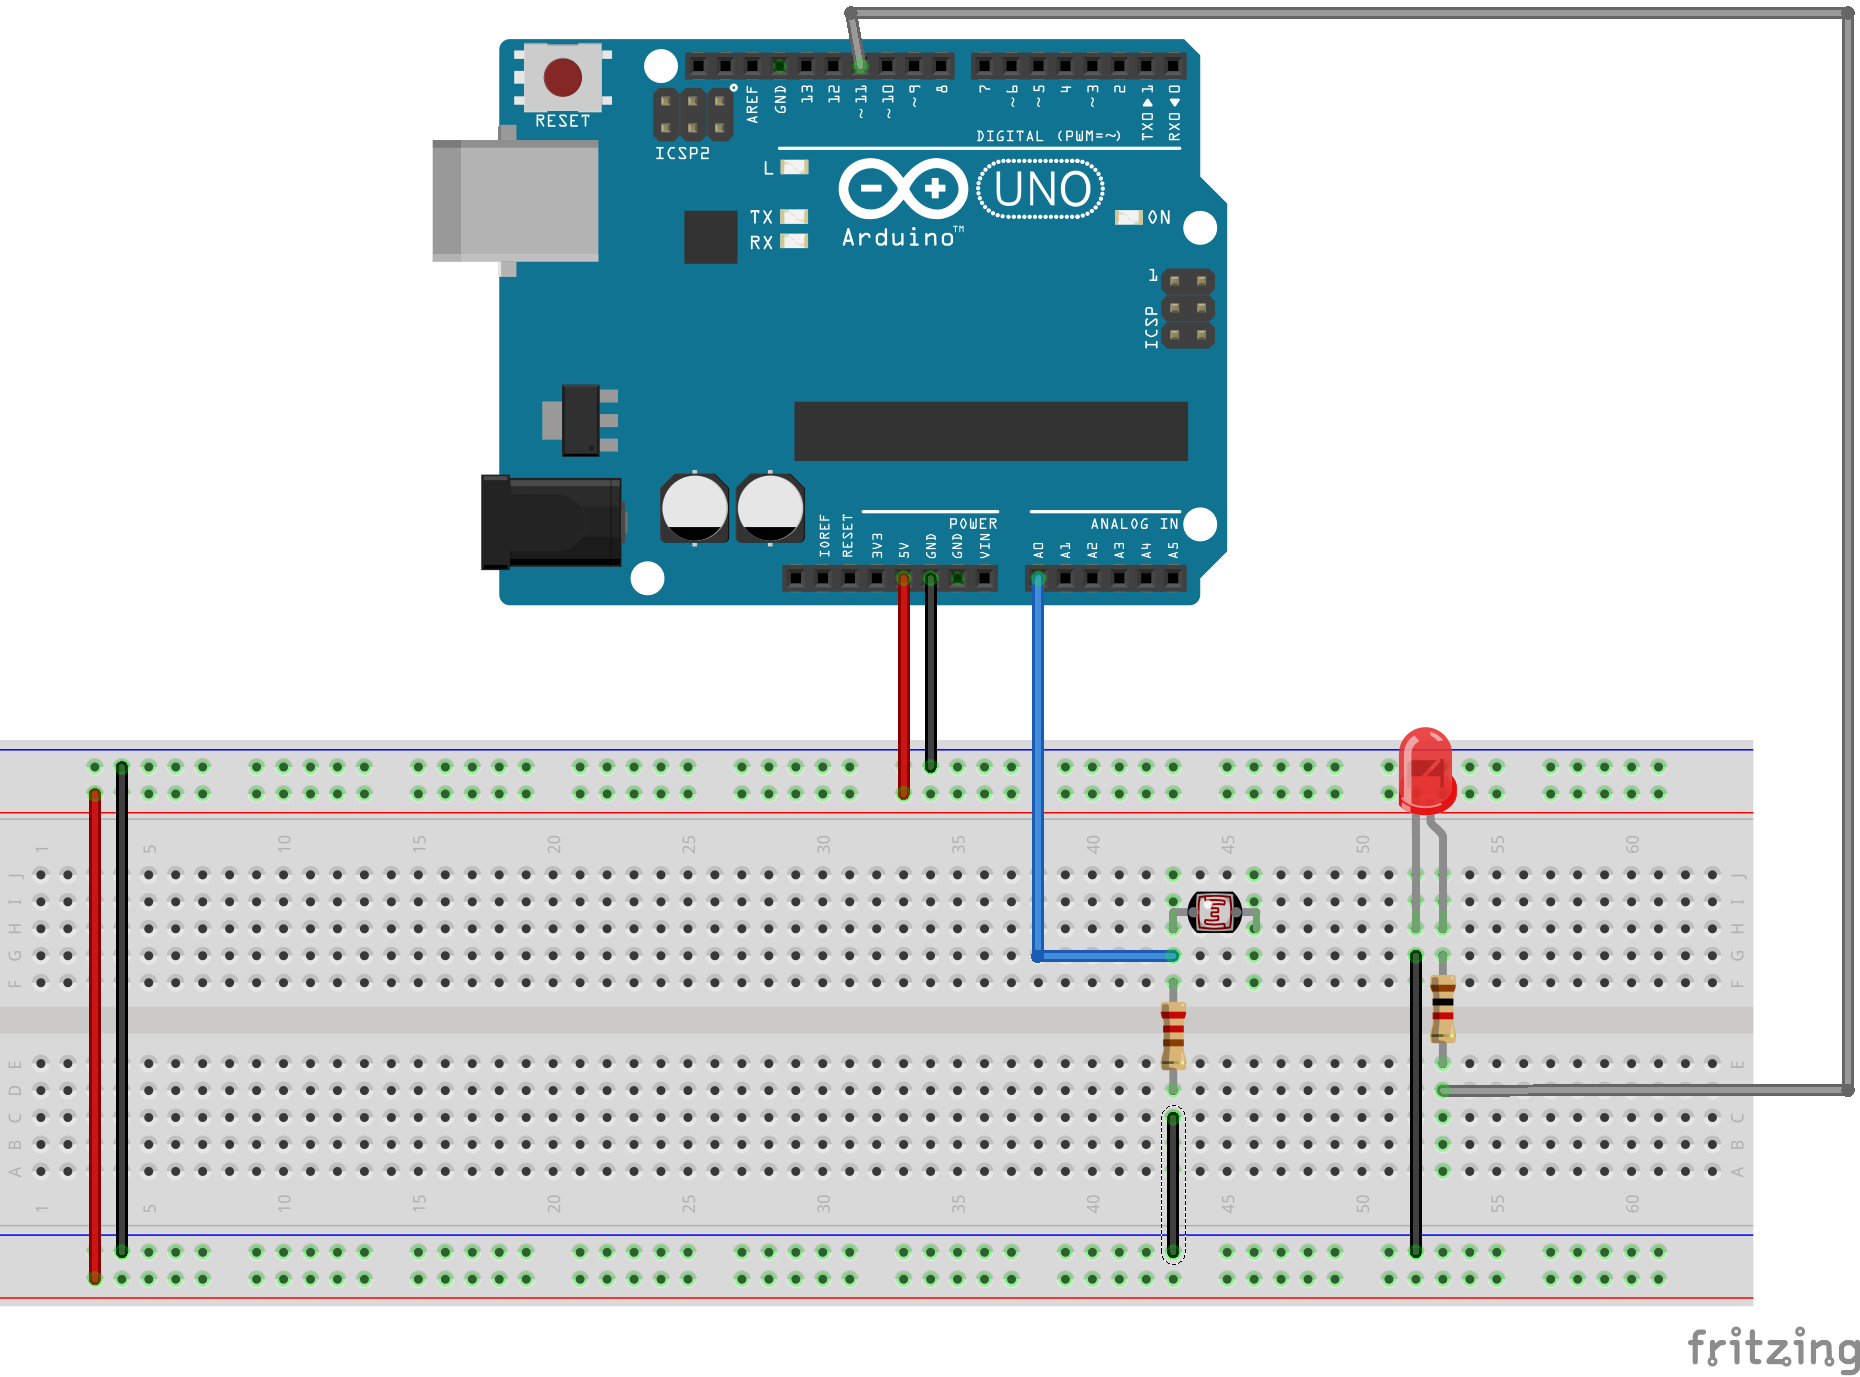 RESET
ICSP2
AREF
GND
13
12
~11
~10
~9
8
7
~6
~5
4
~3
2
TX0▶1
RX0◀0
DIGITAL (PWM=~)
L
TX
RX
UNO
Arduino™
ON
1
ICSP
IOREF
RESET
3V3
5V
GND
GND
VIN
POWER
ANALOG IN
A0
A1
A2
A3
A4
A5
1 5 10 15 20 25 30 35 40 45 50 55 60
J J
I I
H H
G G
F F
E E
D
C C
B B
A A
1 5 10 15 20 25 30 35 40 45 50 55 60
fritzing